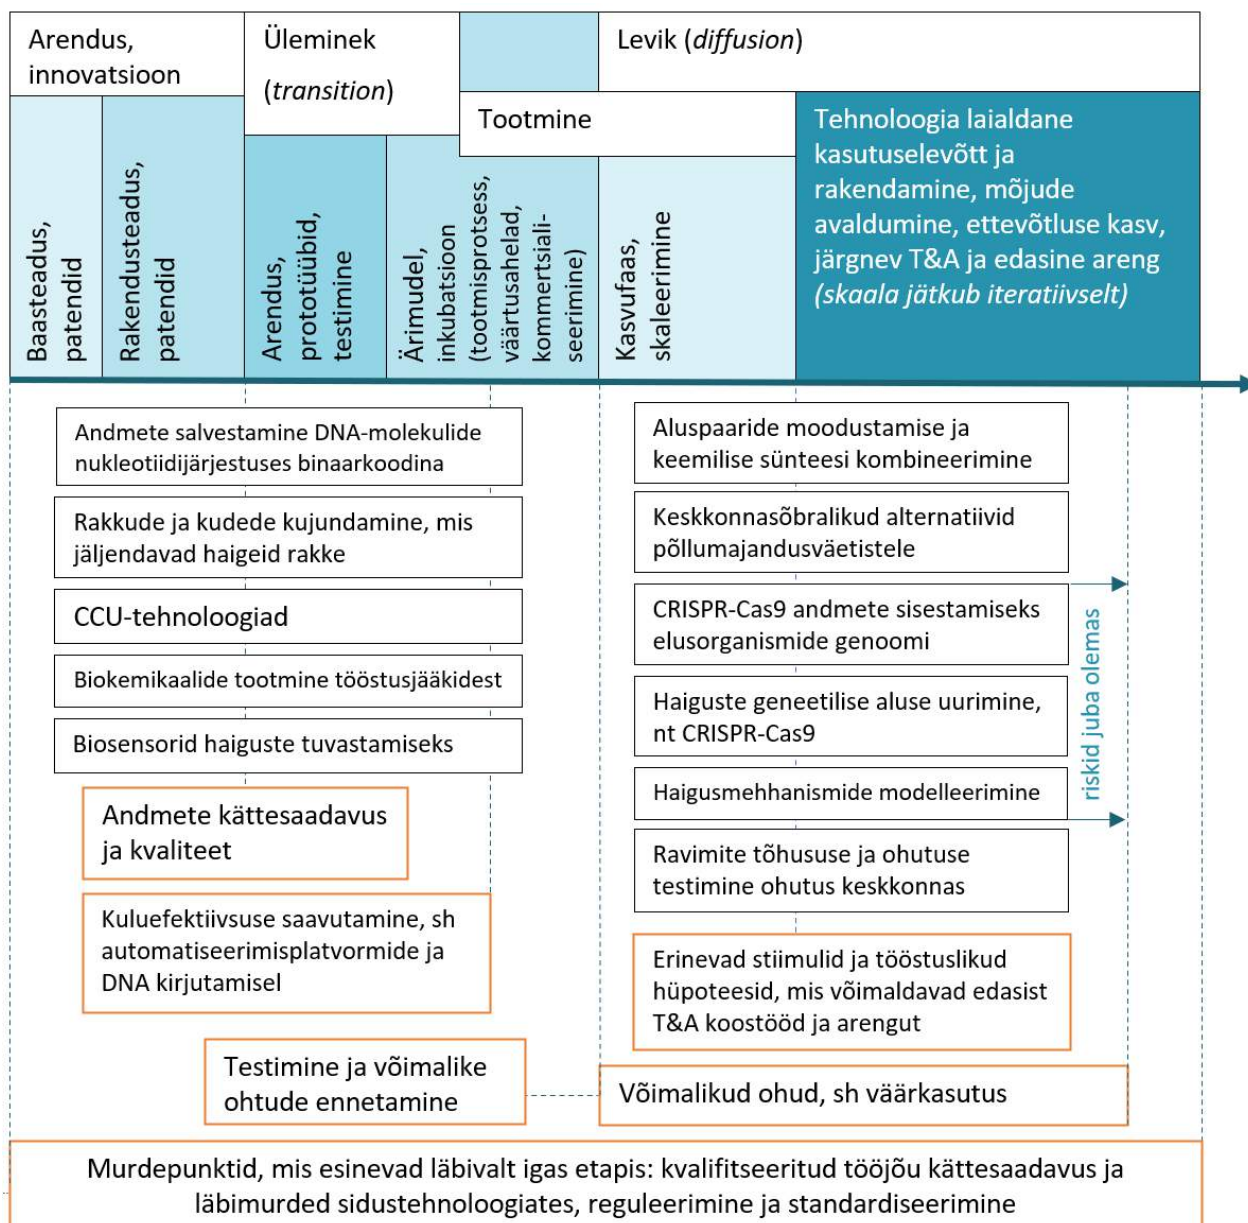 Arendus,
innovatsioon
Üleminek
(transition)
Levik (diffusion)
Tootmine
Baasteadus,
patendid
Rakendusteadus,
patendid
Arendus,
prototüübid,
testimine
Ärimudel,
inkubatsioon
(tootmisprotsess,
väärtusahelad,
kommertsiali-
seerimine)
Kasvufaas,
skaleerimine
Tehnoloogia laialdane
kasutuselevõtt ja
rakendamine, mõjude
avaldumine, ettevõtluse kasv,
järgnev T&A ja edasine areng
(skaala jätkub iteratiivselt)
Andmete salvestamine DNA-molekulide
nukleotiidijärjestuses binaarkoodina
Rakkude ja kudede kujundamine, mis
jäljendavad haigeid rakke
CCU-tehnoloogiad
Biokemikaalide tootmine tööstusjääkidest
Biosensorid haiguste tuvastamiseks
Andmete kättesaadavus
ja kvaliteet
Kuluefektiivsuse saavutamine, sh
automatiseerimisplatvormide ja
DNA kirjutamisel
Testimine ja võimalike
ohtude ennetamine
Aluspaaride moodustamise ja
keemilise sünteesi kombineerimine
Keskkonnasõbralikud alternatiivid
põllumajandusväetistele
CRISPR-Cas9 andmete sisestamiseks
elusorganismide genoomi
Haiguste geneetilise aluse uurimine,
nt CRISPR-Cas9
Haigusmehhanismide modelleerimine
riskid juba olemas
Ravimite tõhususe ja ohutuse
testimine ohutus keskkonnas
Erinevad stiimulid ja tööstuslikud
hüpoteesid, mis võimaldavad edasist
T&A koostööd ja arengut
Võimalikud ohud, sh väärkasutus
Murdepunktid, mis esinevad läbivalt igas etapis: kvalifitseeritud tööjõu kättesaadavus ja
läbimurded sidustehnoloogiates, reguleerimine ja standardiseerimine